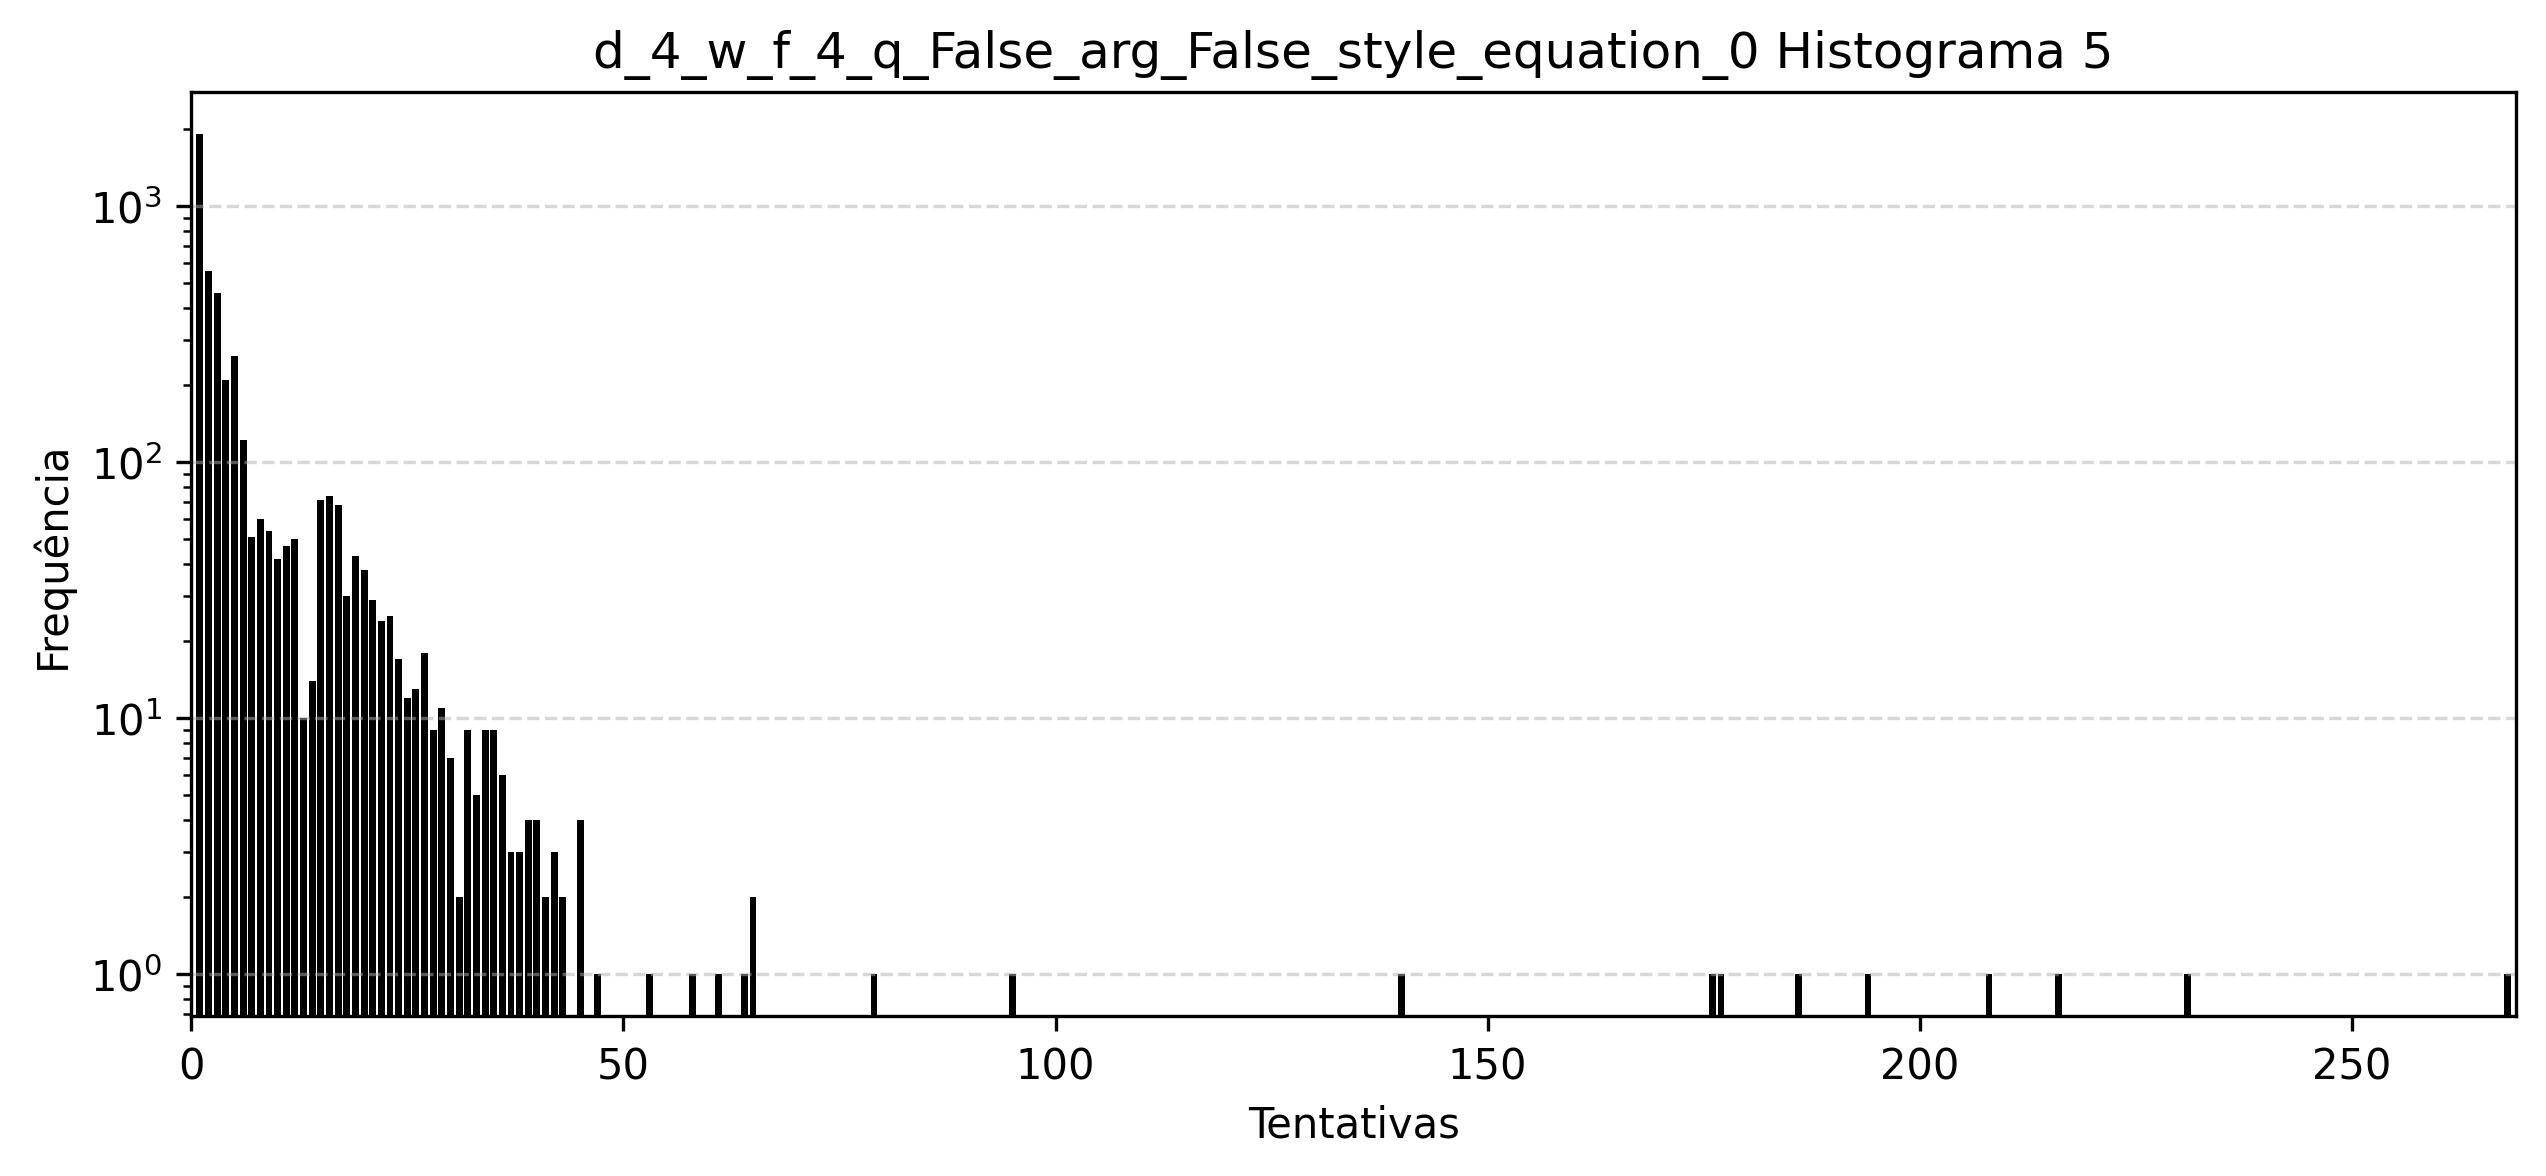 d_4_w_f_4_q_False_arg_False_style_equation_0 Histograma 5
Frequência
10³
10²
10¹
10⁰
0 50 100 150 200 250
Tentativas